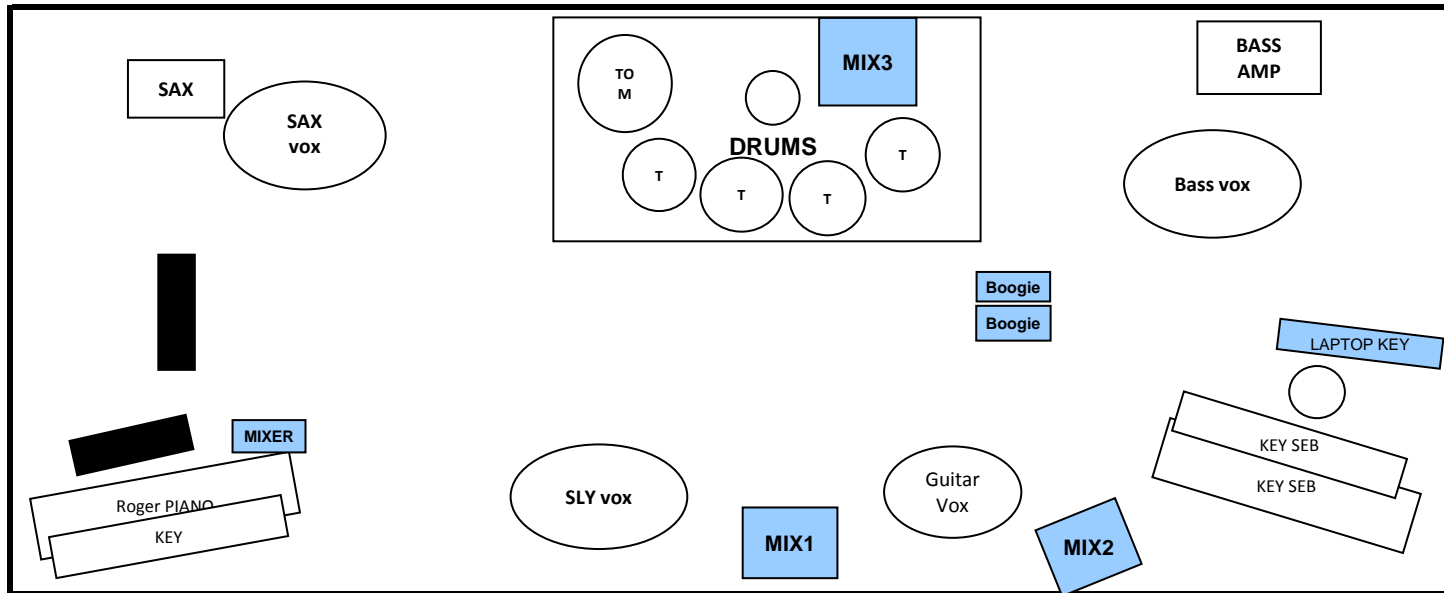 SAX
SAX
vox
TO
M
MIX3
DRUMS
T
T
T
T
BASS
AMP
Bass vox
Boogie
Boogie
LAPTOP KEY
MIXER
Roger PIANO
KEY
SLY vox
MIX1
Guitar
Vox
MIX2
KEY SEB
KEY SEB